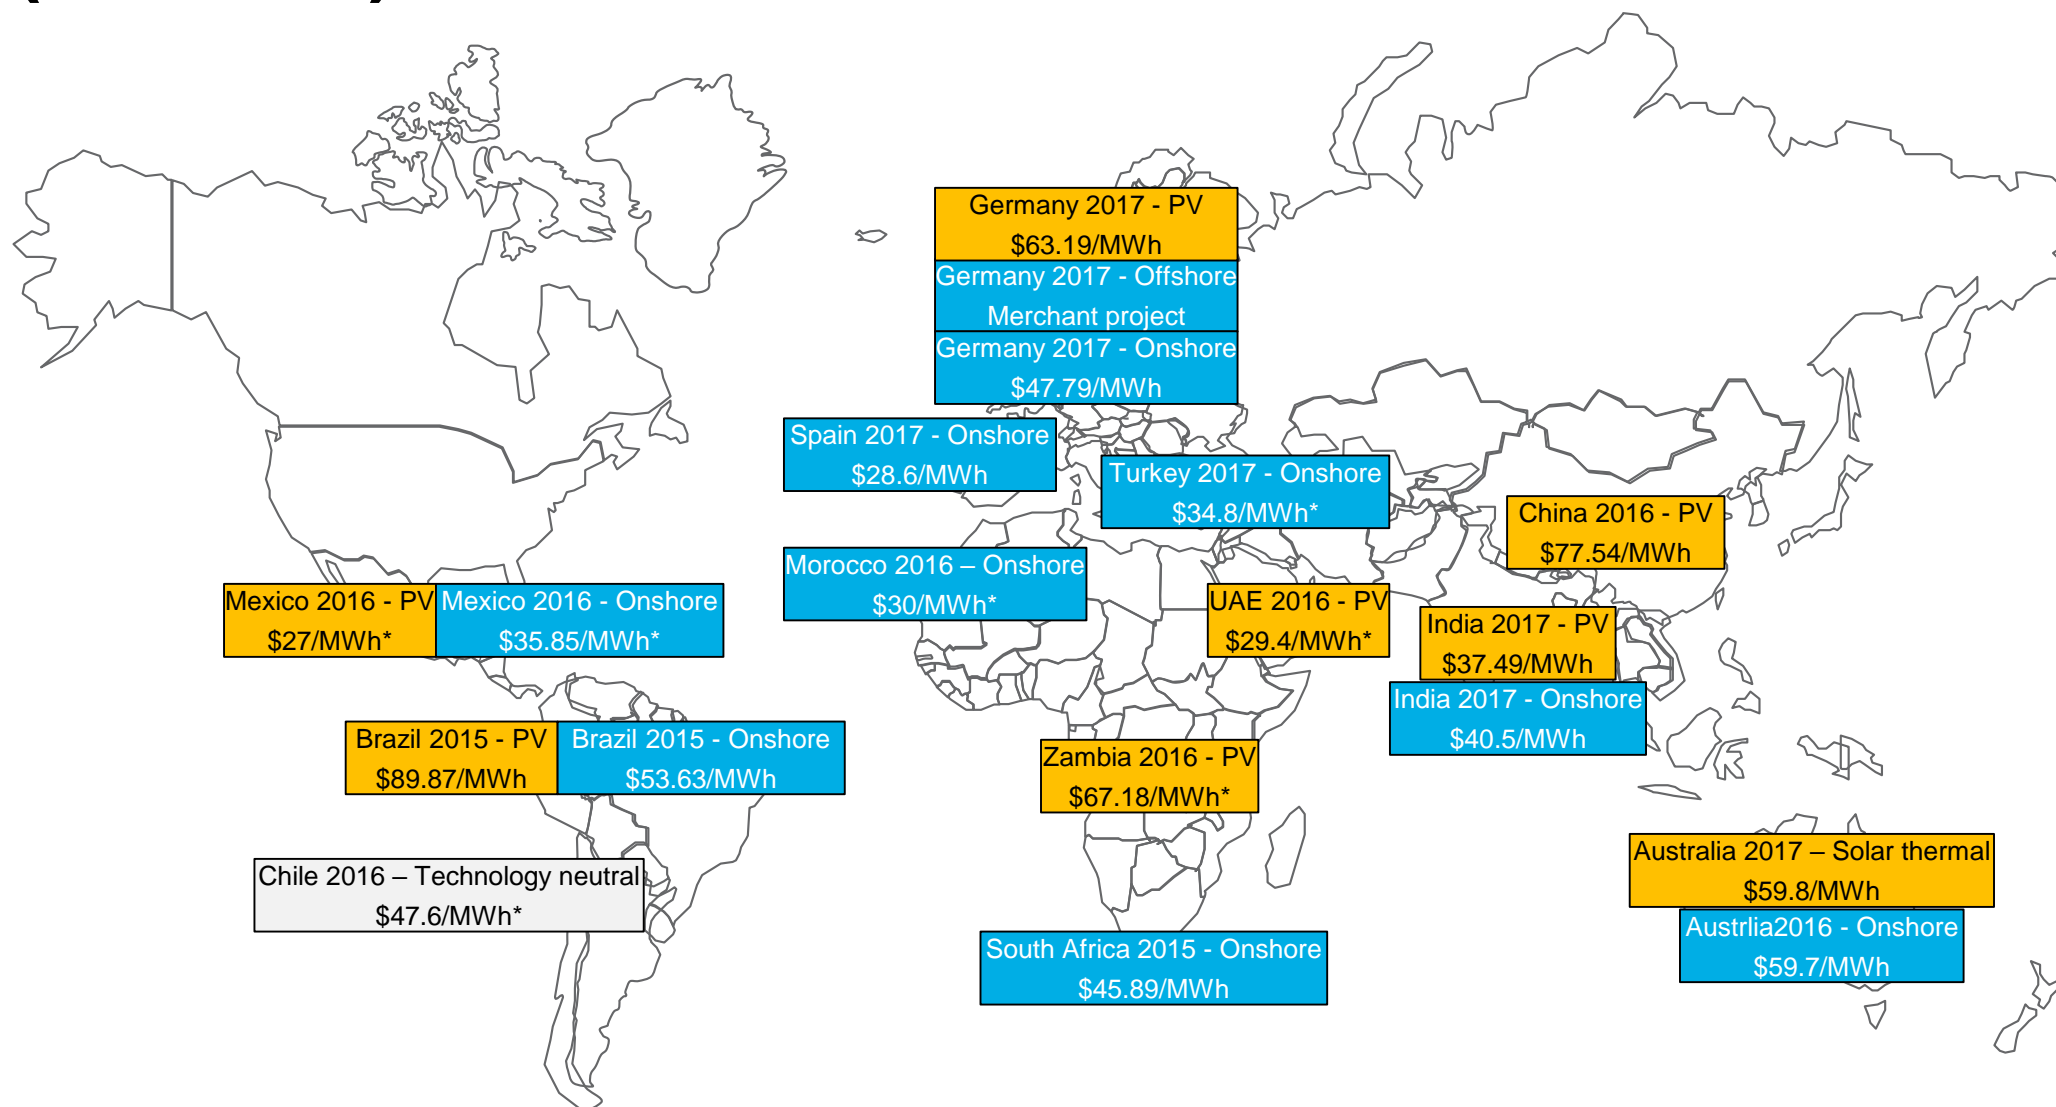 Germany 2017 - PV
$63.19/MWh
Germany 2017 - Offshore
Merchant project
Germany 2017 - Onshore
$47.79/MWh
Spain 2017 - Onshore
$28.6/MWh
Turkey 2017 - Onshore
$34.8/MWh*
China 2016 - PV
$77.54/MWh
Morocco 2016 – Onshore
$30/MWh*
Mexico 2016 - PV
$27/MWh*
Mexico 2016 - Onshore
$35.85/MWh*
UAE 2016 - PV
$29.4/MWh*
India 2017 - PV
$37.49/MWh
India 2017 - Onshore
$40.5/MWh
Brazil 2015 - PV
$89.87/MWh
Brazil 2015 - Onshore
$53.63/MWh
Zambia 2016 - PV
$67.18/MWh*
Chile 2016 – Technology neutral
$47.6/MWh*
Australia 2017 – Solar thermal
$59.8/MWh
Austrlia2016 - Onshore
$59.7/MWh
South Africa 2015 - Onshore
$45.89/MWh